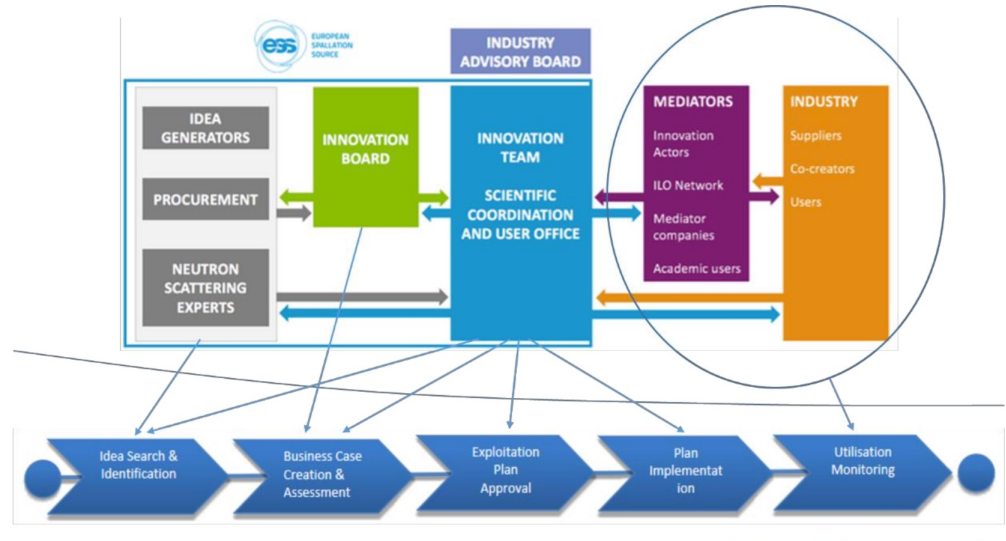 ess
EUROPEAN
SPALLATION
SOURCE
INDUSTRY
ADVISORY BOARD
IDEA
GENERATORS
PROCUREMENT
NEUTRON
SCATTERING
EXPERTS
INNOVATION
BOARD
INNOVATION
TEAM
SCIENTIFIC
COORDINATION
AND USER OFFICE
MEDIATORS
Innovation
Actors
ILO Network
Mediator
companies
Academic users
INDUSTRY
Suppliers
Co-creators
Users
Idea Search &
Identification
Business Case
Creation &
Assessment
Exploitation
Plan
Approval
Plan
Implementat
ion
Utilisation
Monitoring